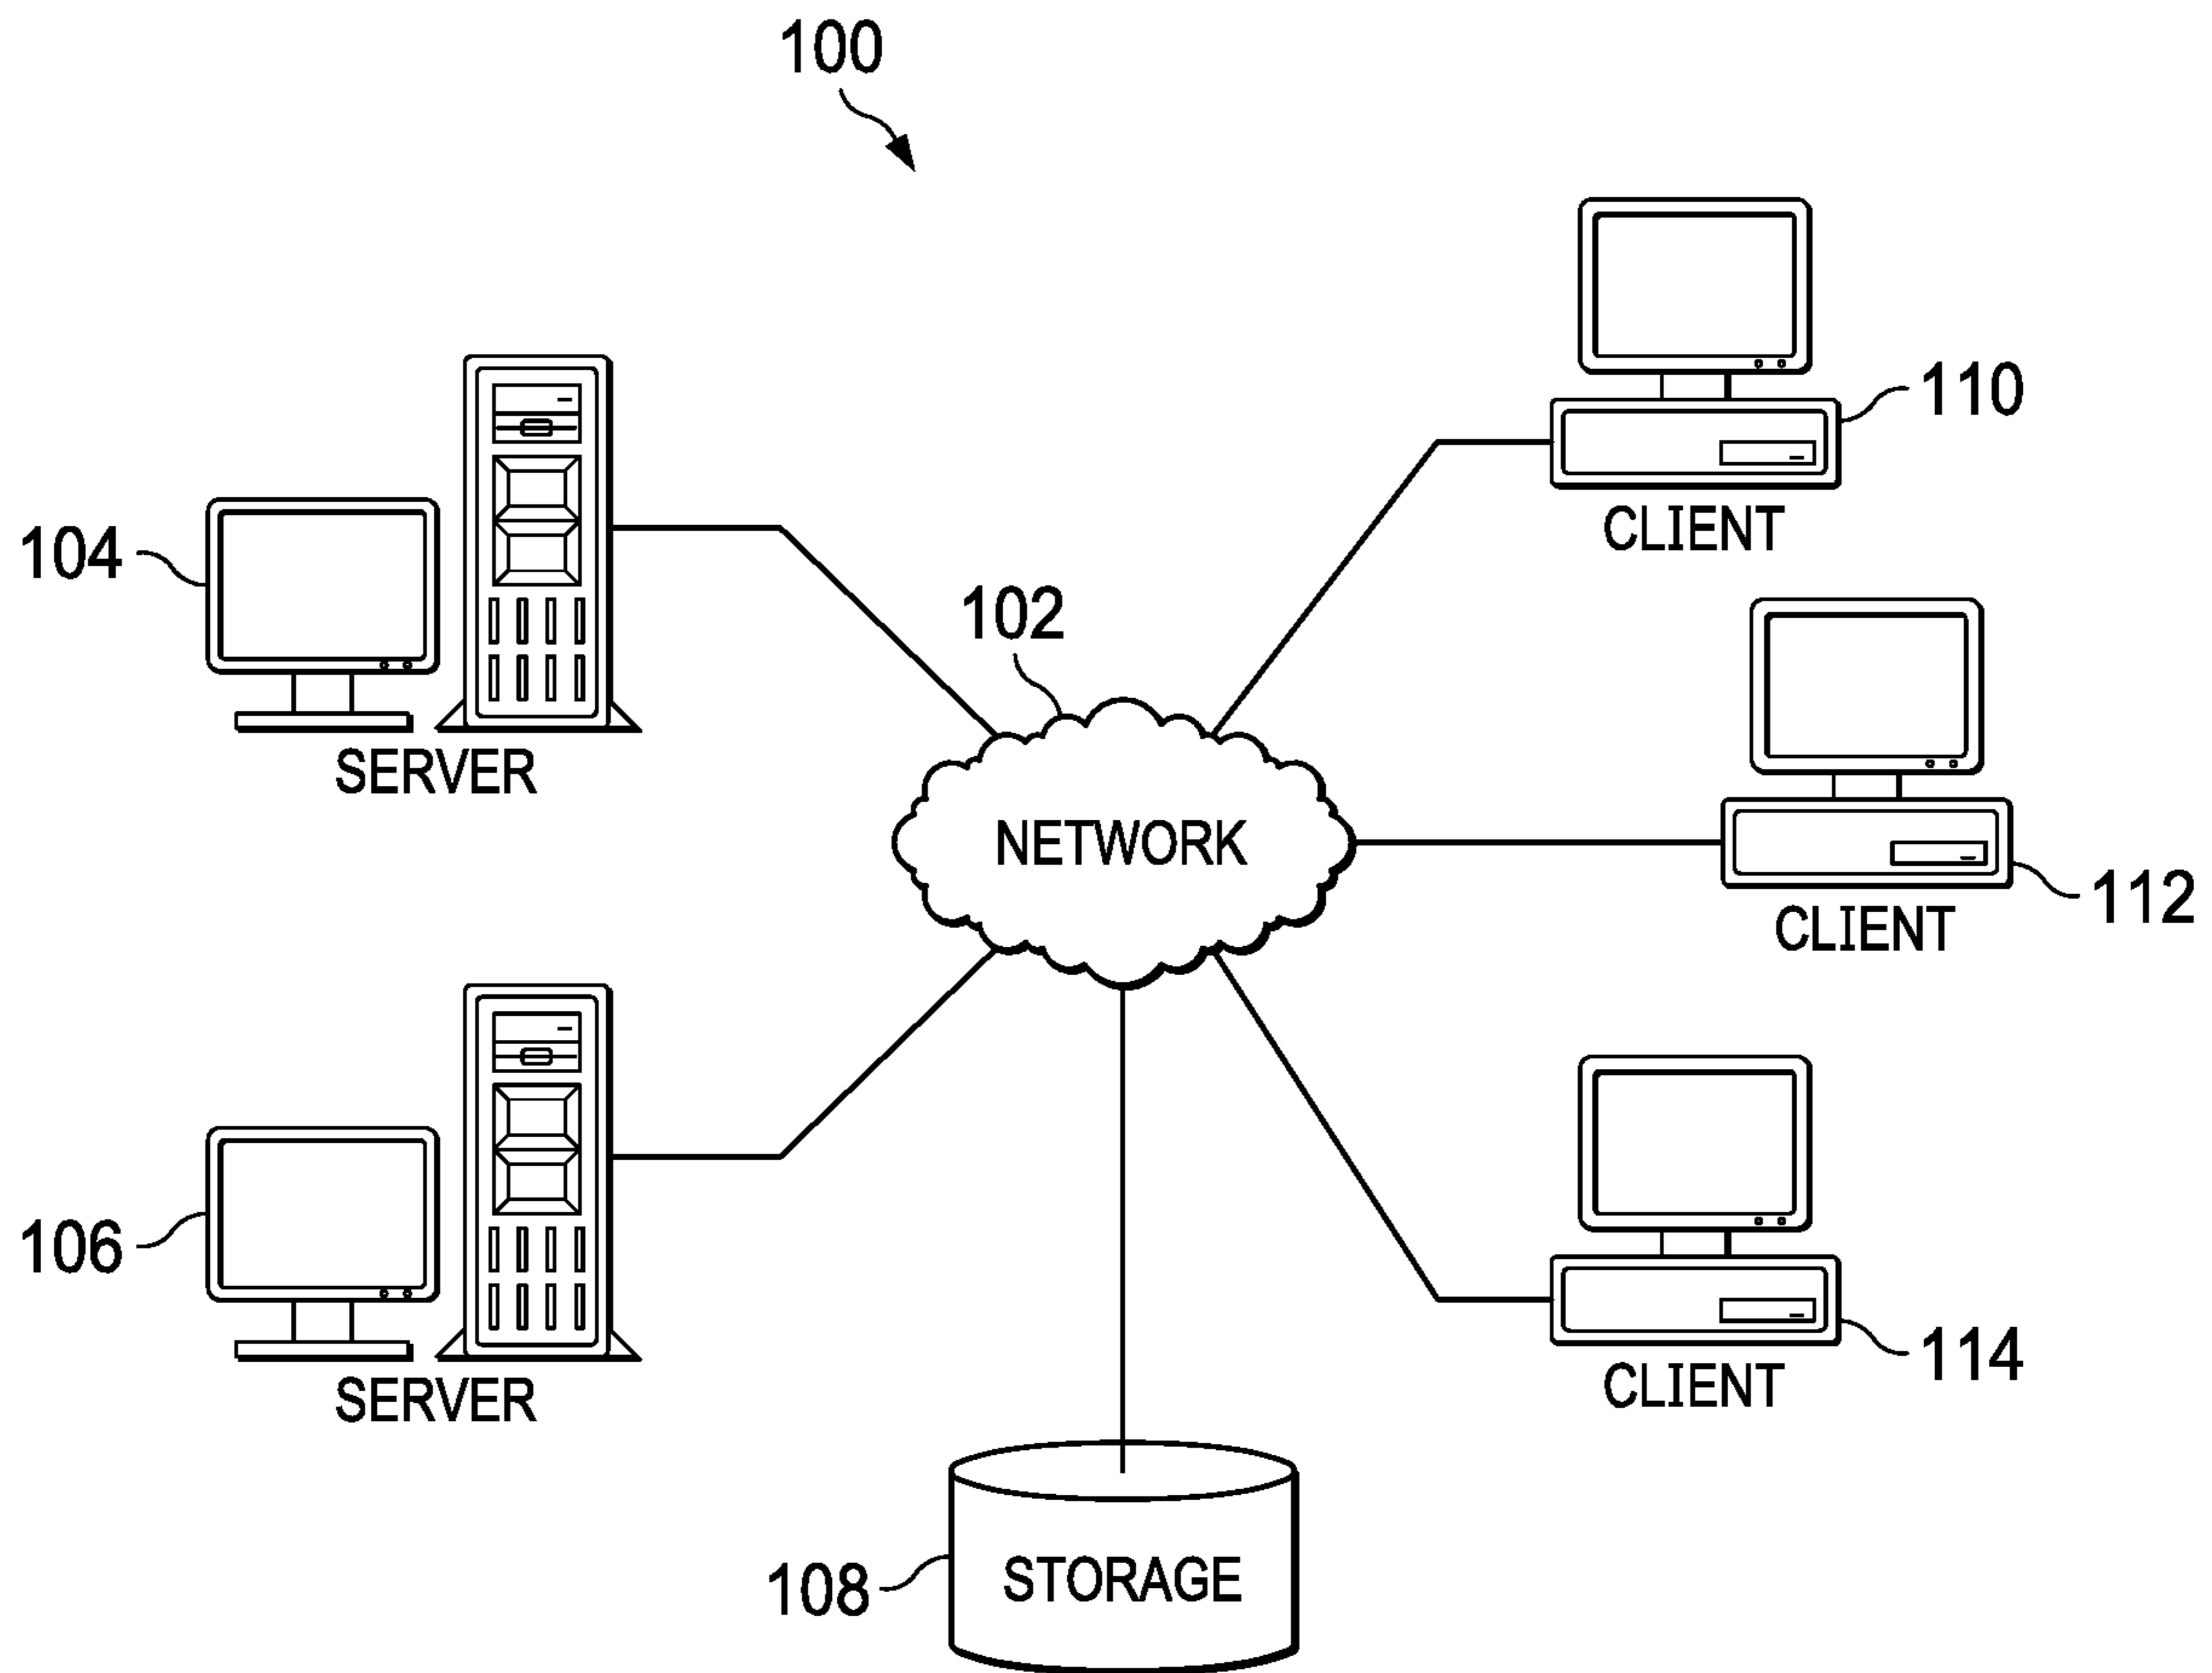 100
110
CLIENT
104
SERVER
102
NETWORK
112
CLIENT
106
SERVER
114
CLIENT
108
STORAGE